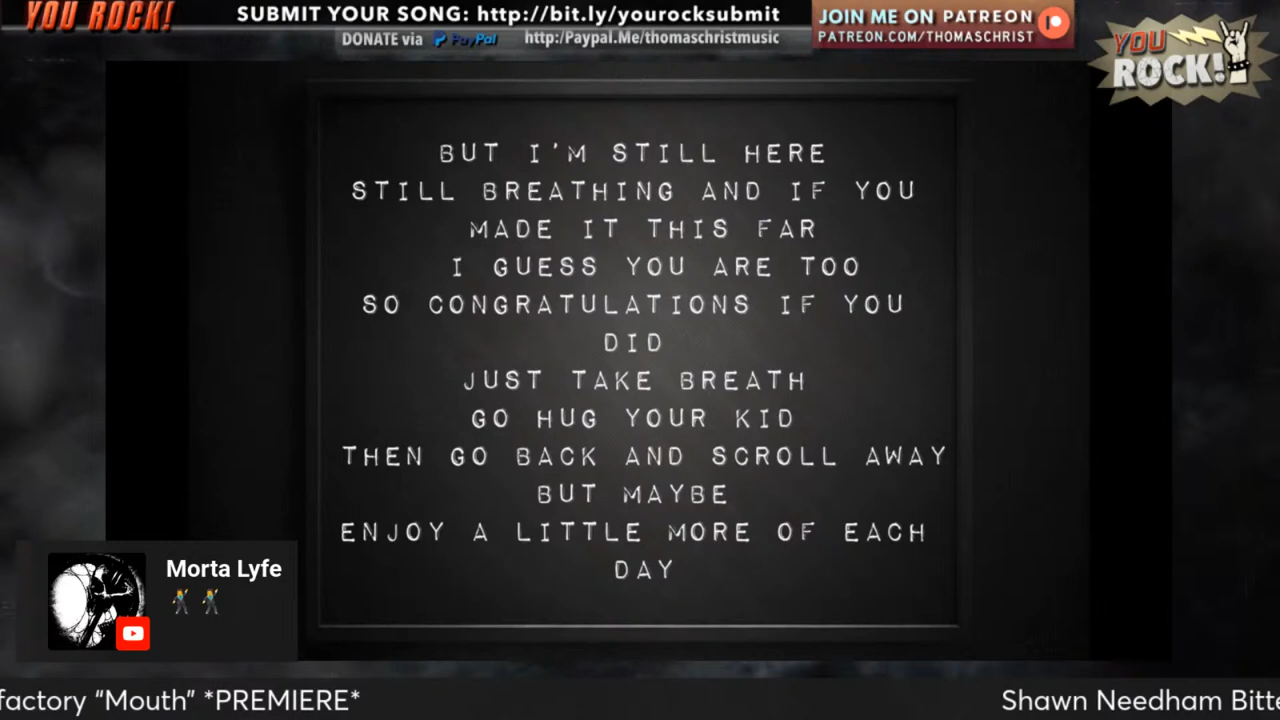 YOU ROCK!
SUBMIT YOUR SONG: http://bit.ly/yourocksubmit
DONATE via PayPal http:/Paypal.Me/thomaschristmusic
JOIN ME ON PATREON
PATREON.COM/THOMASCHRIST
YOU
ROCK!
BUT I'M STILL HERE
STILL BREATHING AND IF YOU
MADE IT THIS FAR
I GUESS YOU ARE TOO
SO CONGRATULATIONS IF YOU
DID
JUST TAKE BREATH
GO HUG YOUR KID
THEN GO BACK AND SCROLL AWAY
BUT MAYBE
ENJOY A LITTLE MORE OF EACH
DAY
Morta Lyfe
factory “Mouth” *PREMIERE*
Shawn Needham Bitte